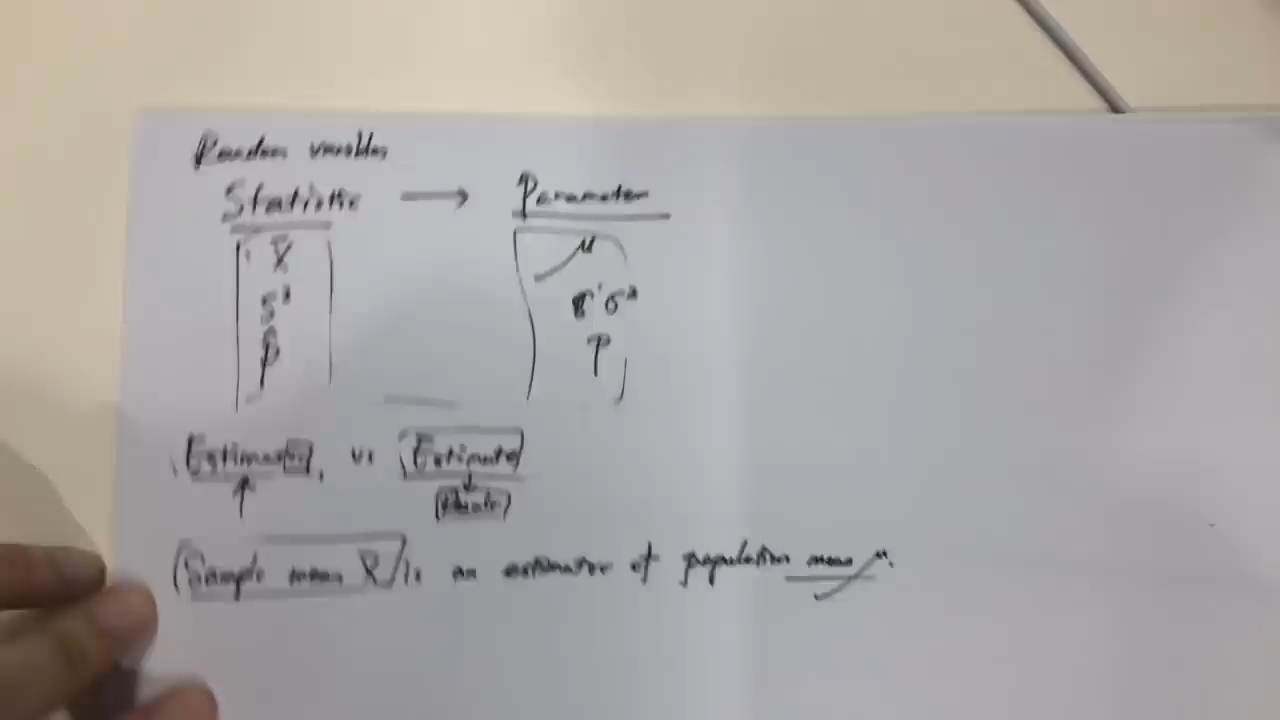 Random variables
Statistic → Parameter
X̄ μ
S² σ²
p̂ P
Estimator vs Estimate
Sample mean X̄ is an estimator of population mean μ.